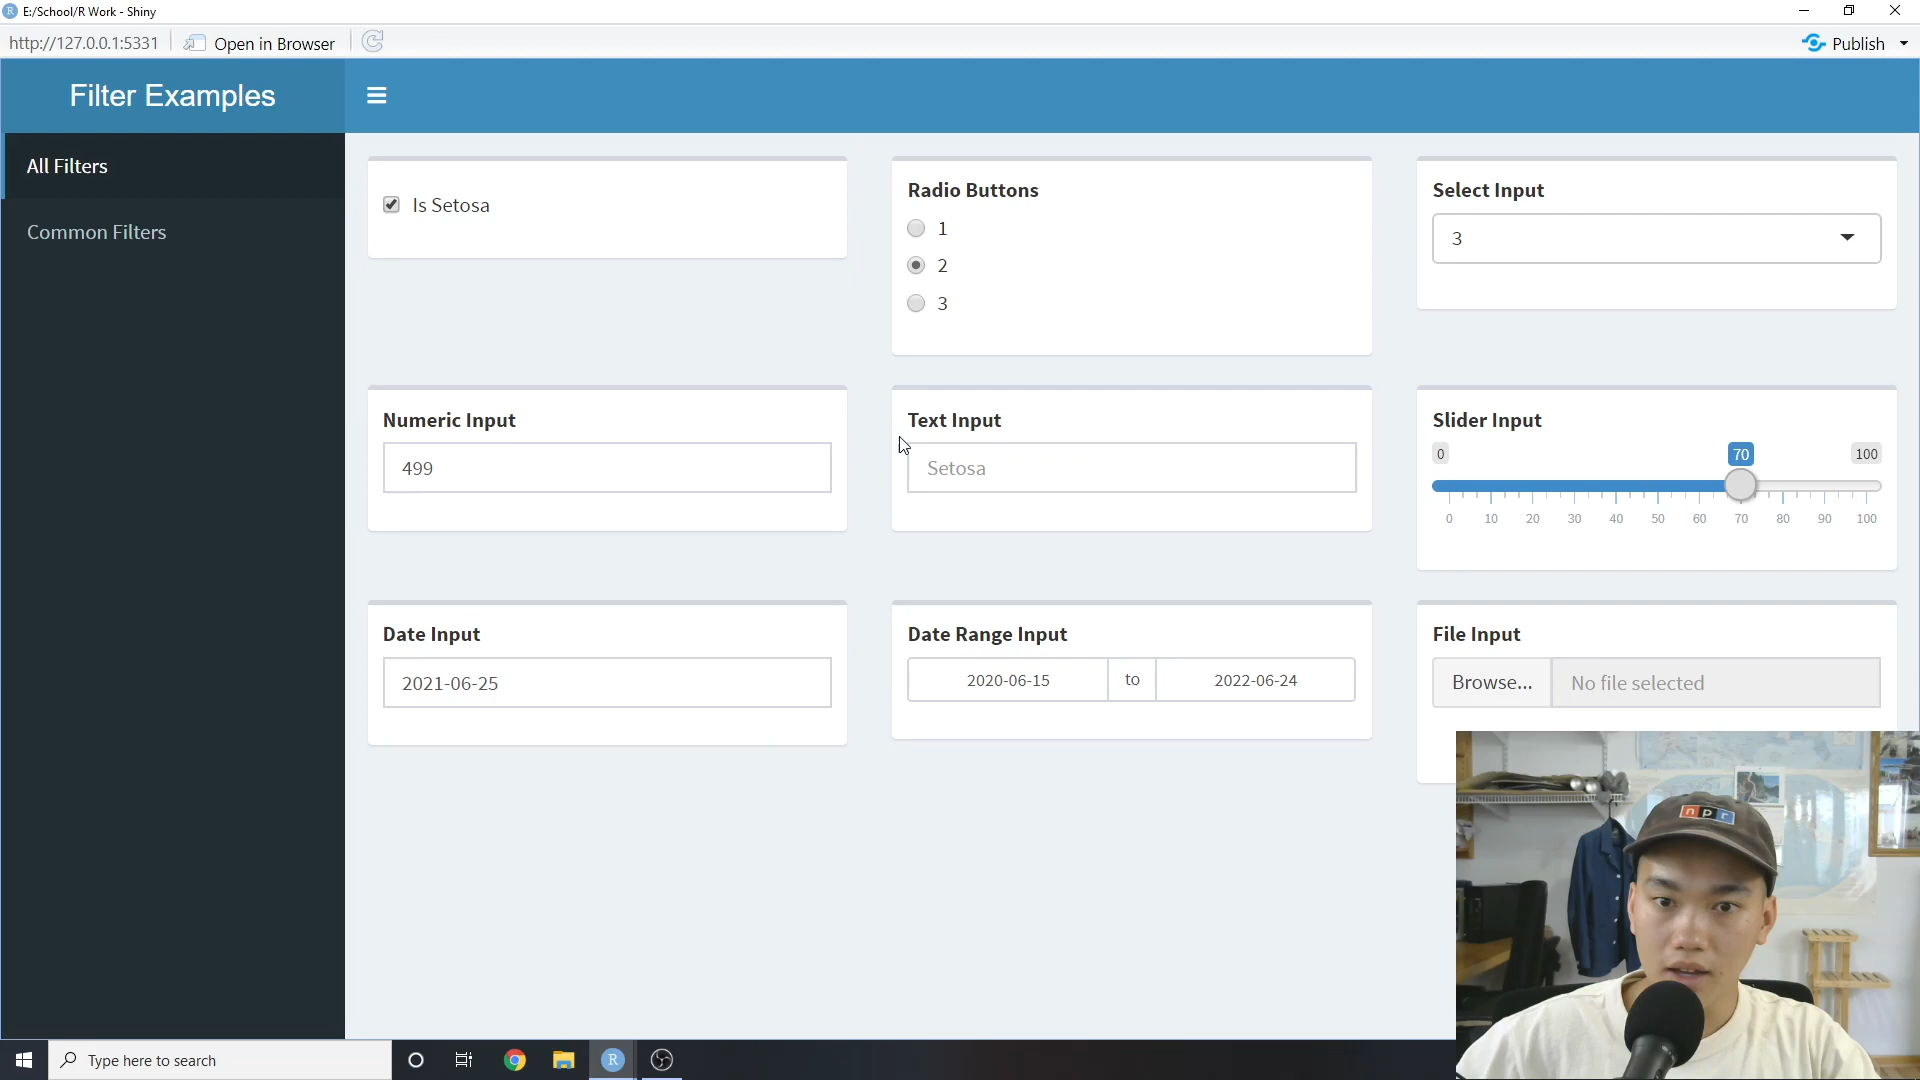 E:/School/R Work - Shiny
http://127.0.0.1:5331
Open in Browser
Publish
Filter Examples
All Filters
Common Filters
Is Setosa
Radio Buttons
1
2
3
Select Input
3
Numeric Input
499
Text Input
Setosa
Slider Input
0 70 100
0 10 20 30 40 50 60 70 80 90 100
Date Input
2021-06-25
Date Range Input
2020-06-15 to 2022-06-24
File Input
Browse... No file selected
npr
Type here to search